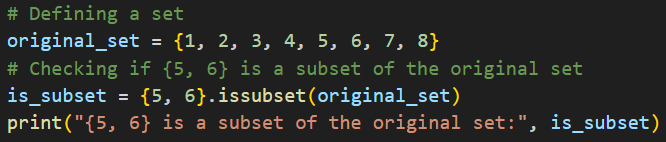 # Defining a set
original_set = {1, 2, 3, 4, 5, 6, 7, 8}
# Checking if {5, 6} is a subset of the original set
is_subset = {5, 6}.issubset(original_set)
print("{5, 6} is a subset of the original set:", is_subset)